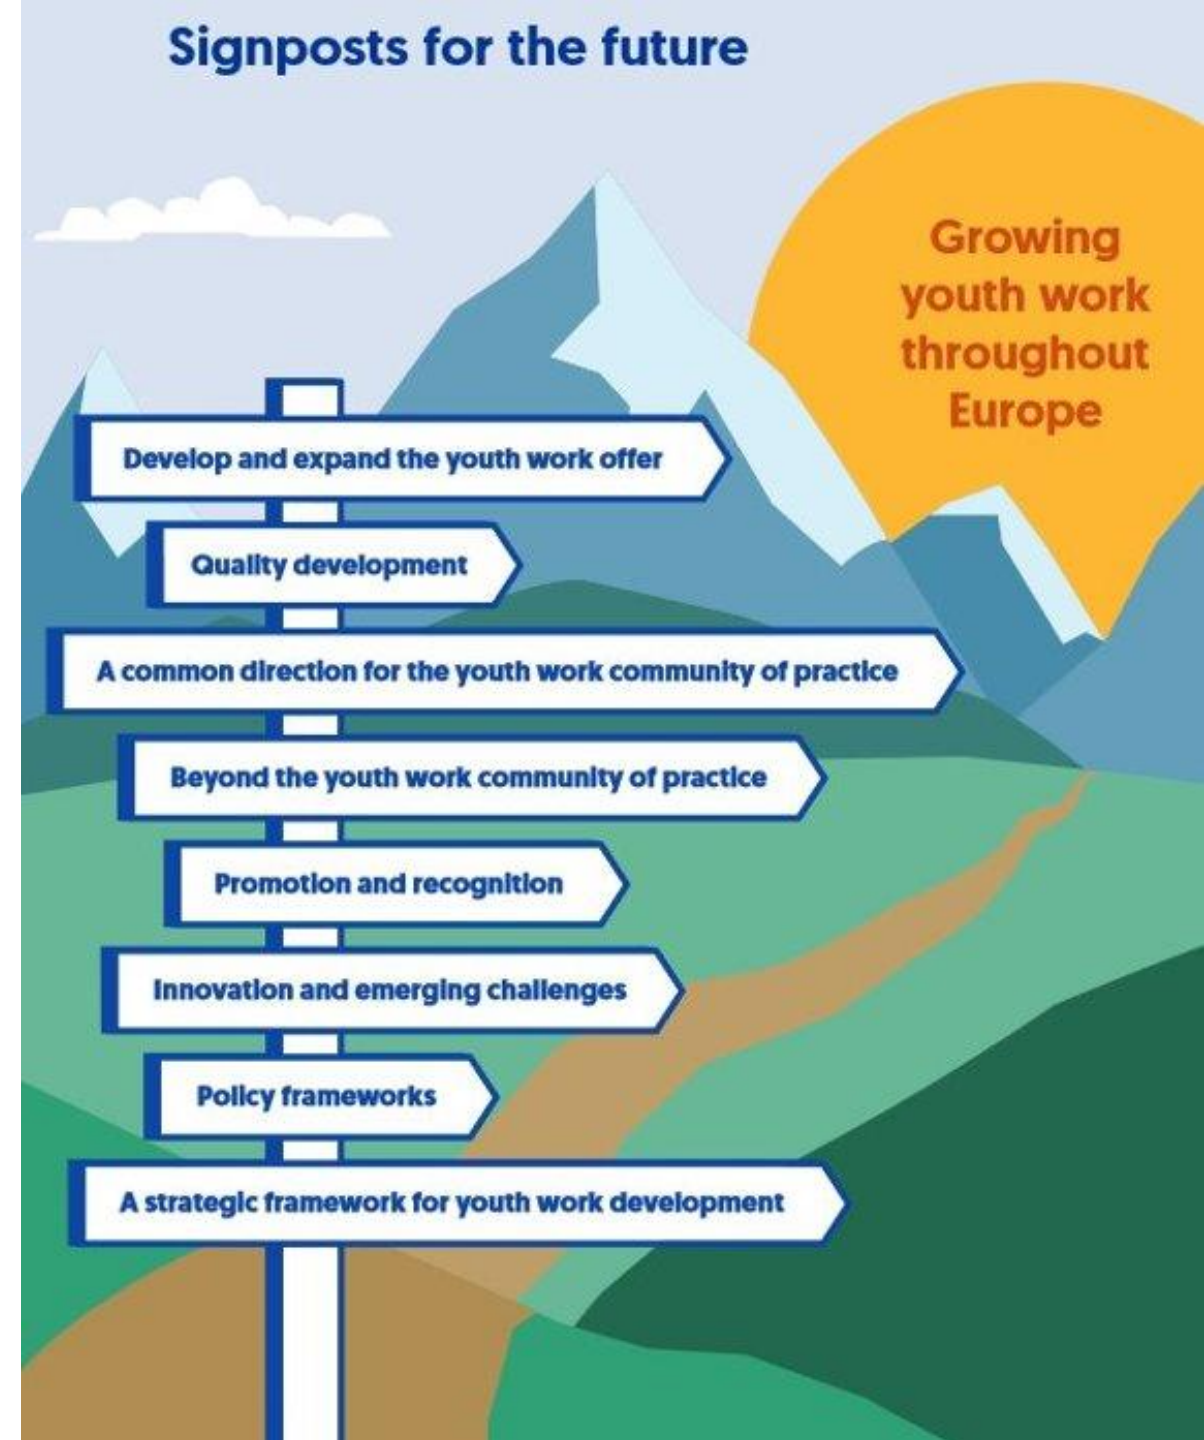 Signposts for the future
Growing
youth work
throughout
Europe
Develop and expand the youth work offer
Quality development
A common direction for the youth work community of practice
Beyond the youth work community of practice
Promotion and recognition
Innovation and emerging challenges
Policy frameworks
A strategic framework for youth work development